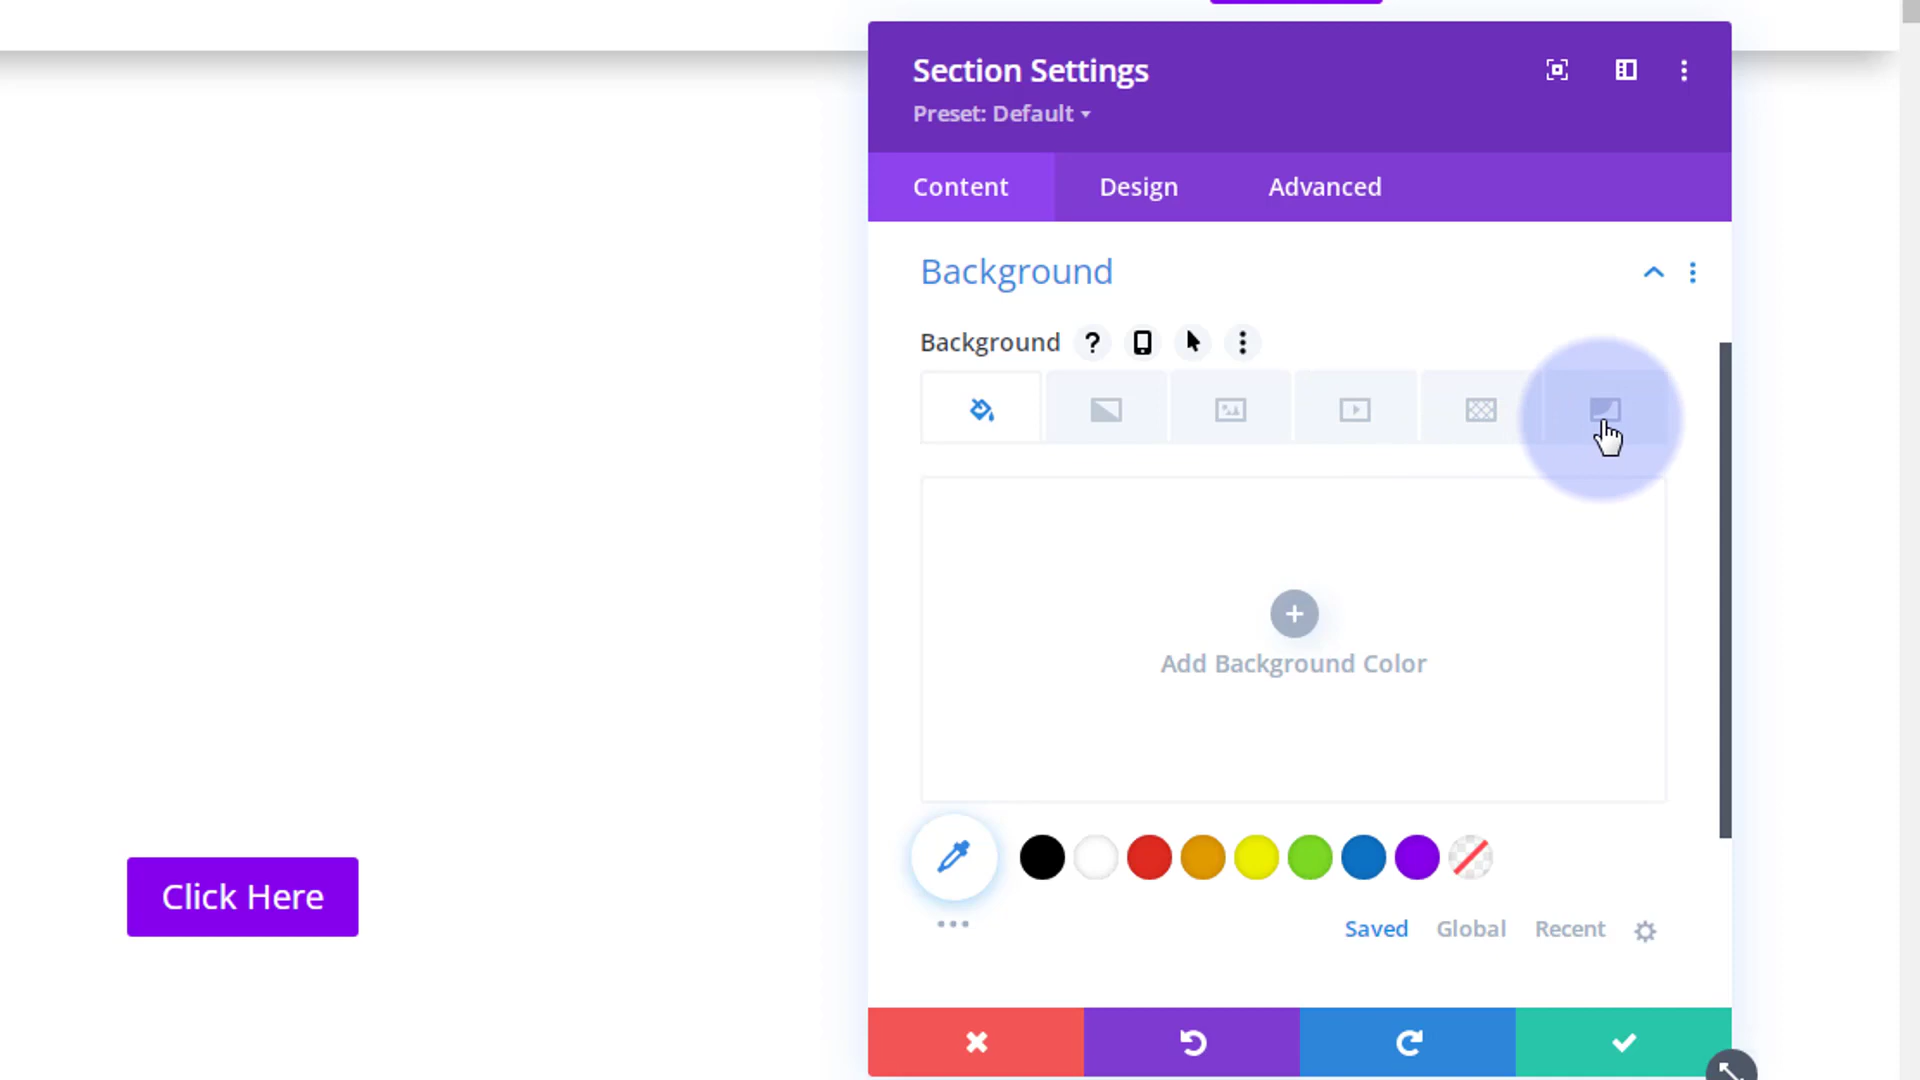 Section Settings
Preset: Default
Content Design Advanced
Background
Background ?
Add Background Color
Click Here
Saved Global Recent